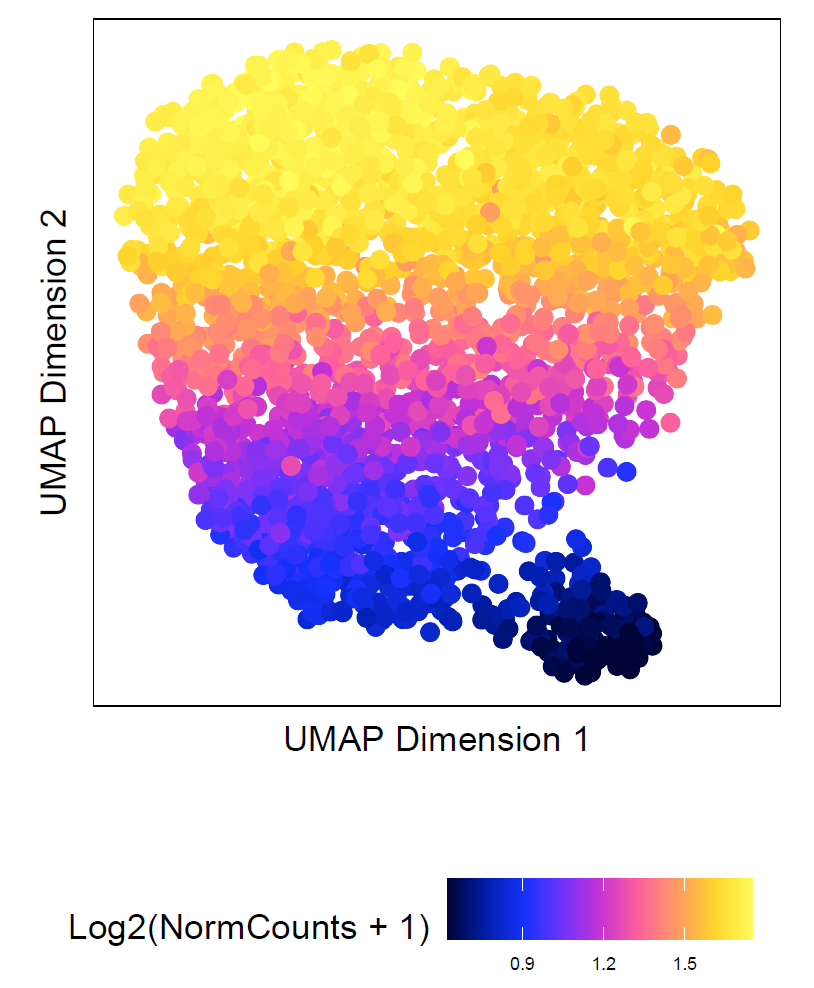 UMAP Dimension 2
UMAP Dimension 1
Log2(NormCounts + 1)
0.9 1.2 1.5